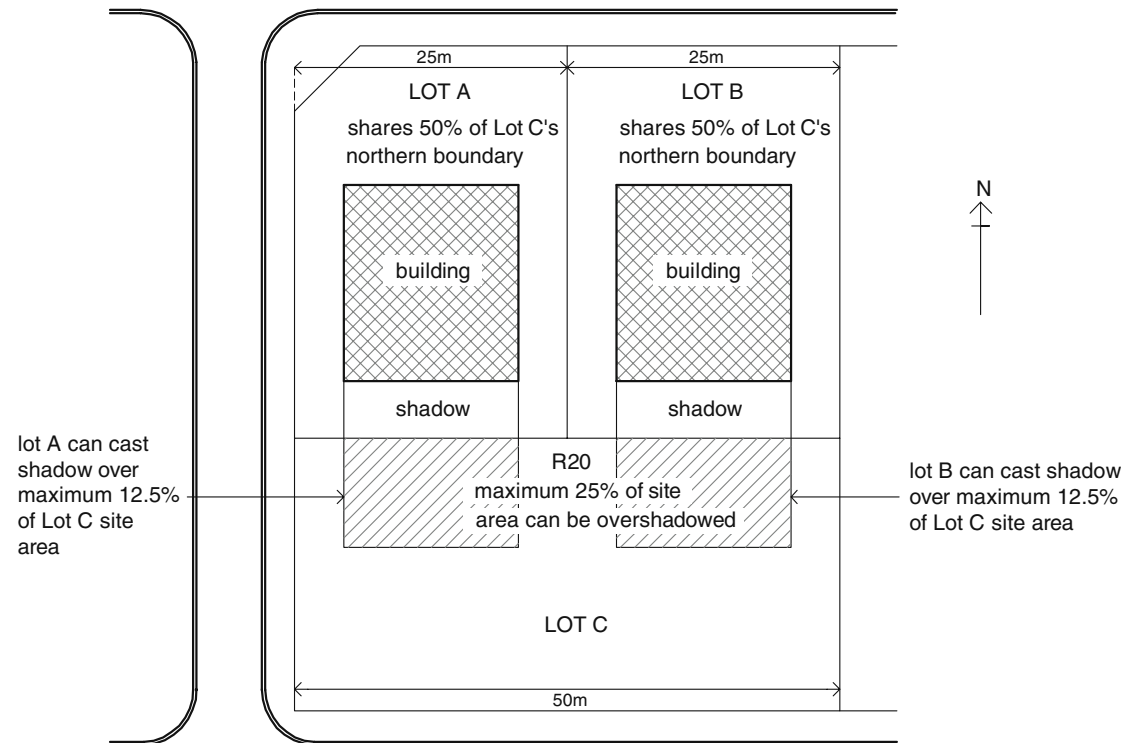 25m
25m
LOT A
LOT B
shares 50% of Lot C's
northern boundary
shares 50% of Lot C's
northern boundary
N
building
building
shadow
shadow
lot A can cast
shadow over
maximum 12.5%
of Lot C site
area
R20
maximum 25% of site
area can be overshadowed
lot B can cast shadow
over maximum 12.5%
of Lot C site area
LOT C
50m